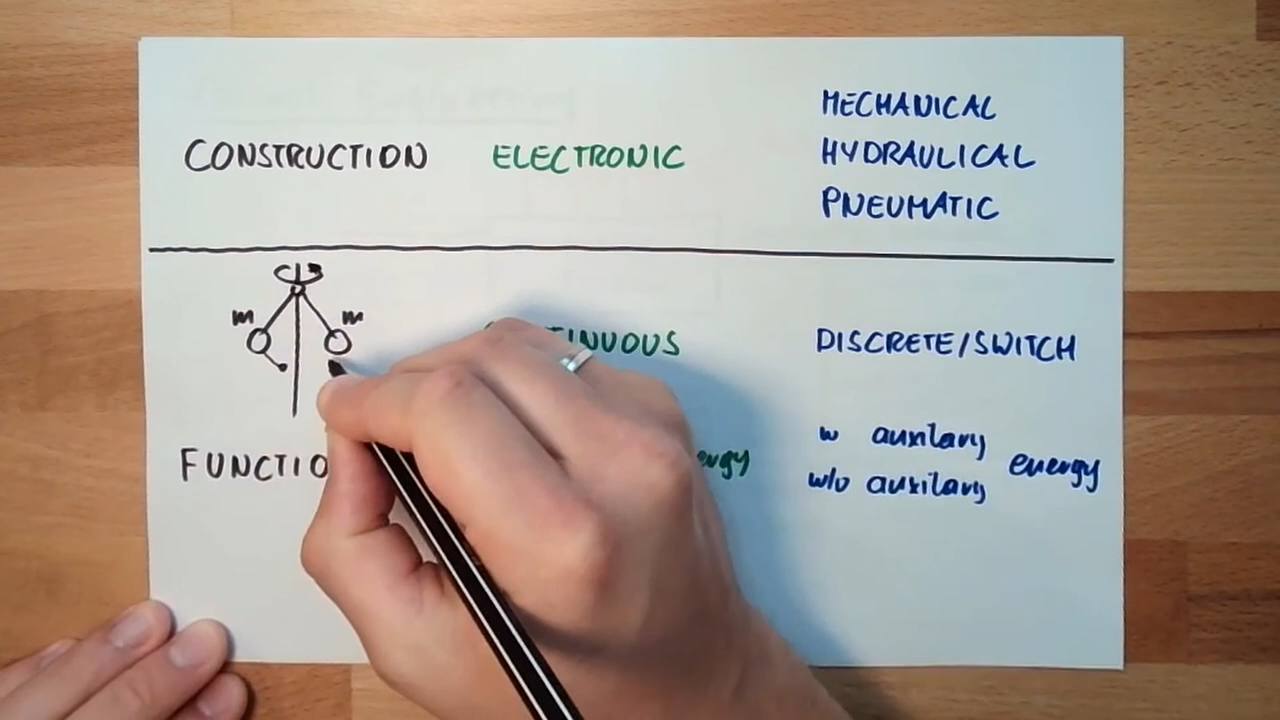 MECHANICAL
CONSTRUCTION ELECTRONIC HYDRAULICAL
PNEUMATIC
m m
DISCRETE/SWITCH
w auxilary
energy
w/o auxilary